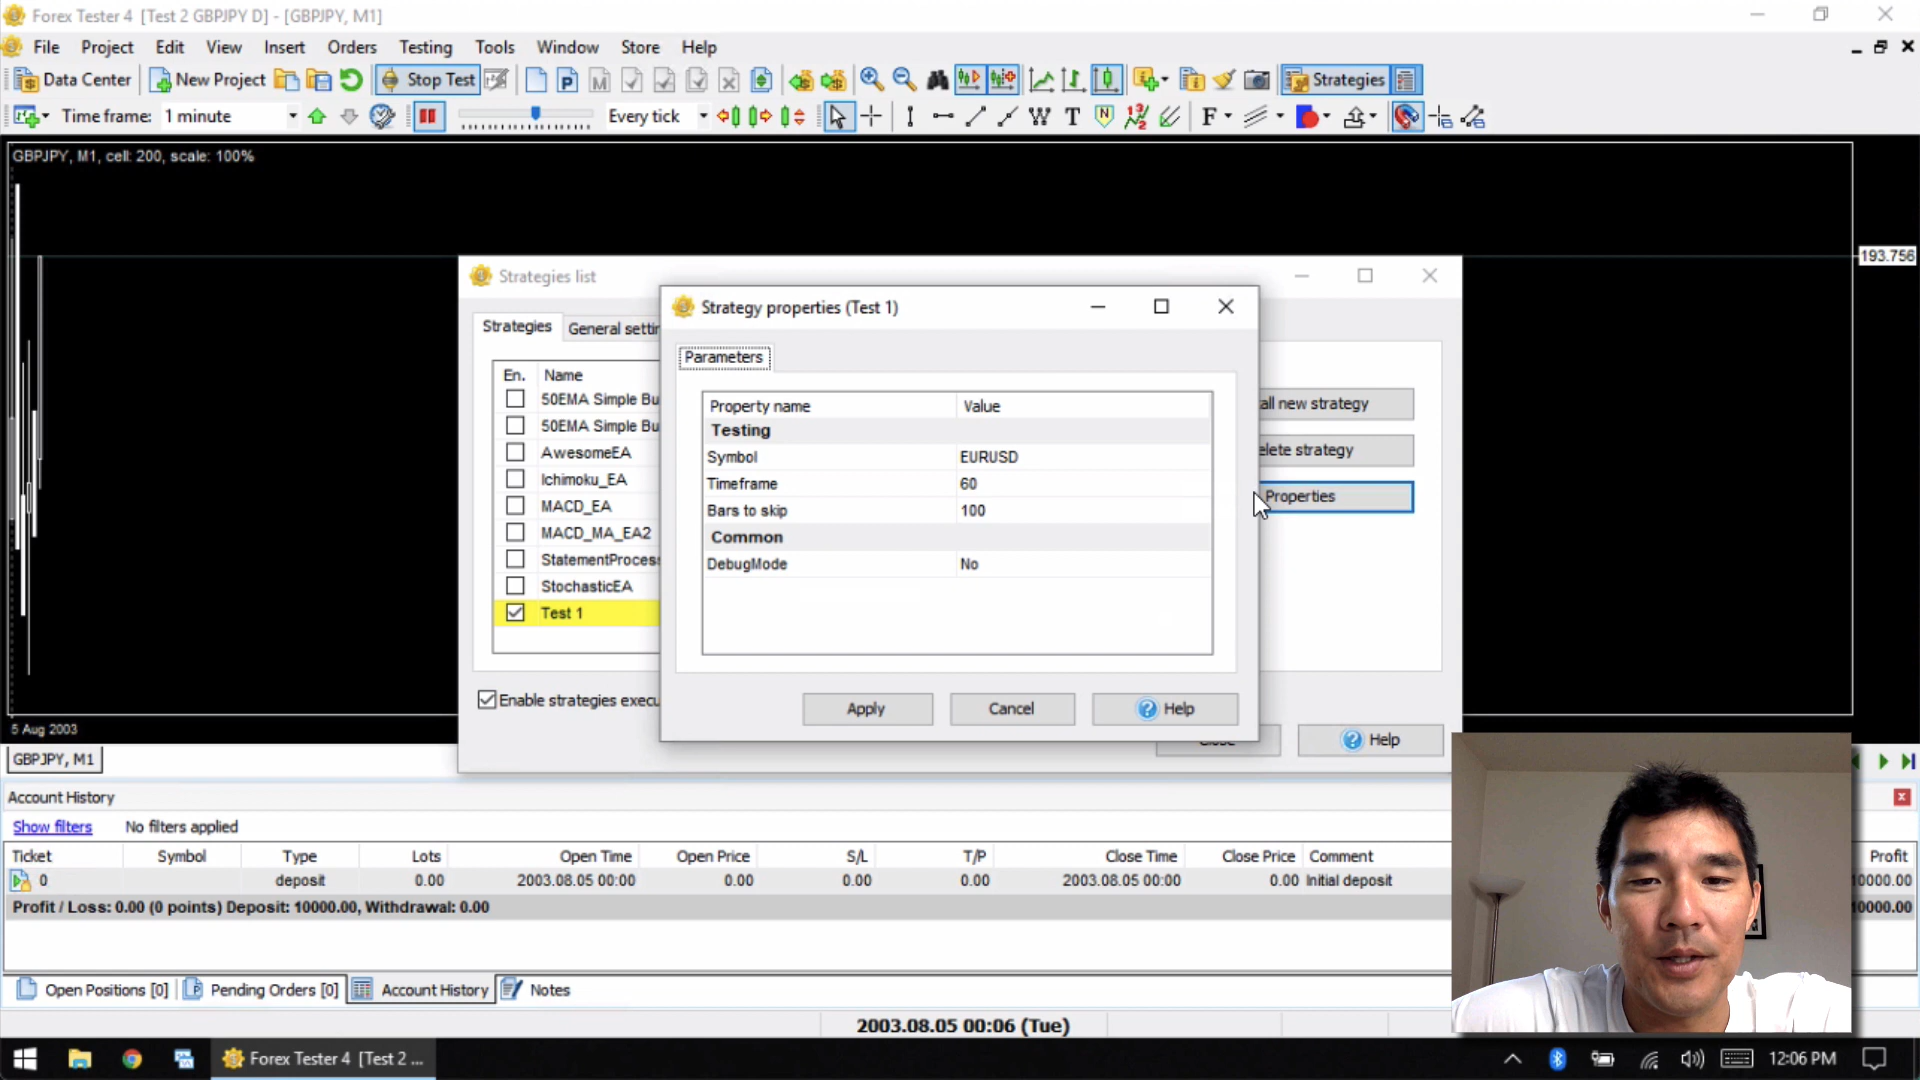 Forex Tester 4 [Test 2 GBPJPY D] - [GBPJPY, M1]
File Project Edit View Insert Orders Testing Tools Window Store Help
Data Center New Project Stop Test Strategies
Time frame: 1 minute Every tick
GBPJPY, M1, cell: 200, scale: 100%
193.756
Strategies list
Strategies General settin
En. Name
50EMA Simple Bu
50EMA Simple Bu
AwesomeEA
Ichimoku_EA
MACD_EA
MACD_MA_EA2
StatementProcess
StochasticEA
Test 1
Enable strategies execu
Strategy properties (Test 1)
Parameters
Property name Value
Testing
Symbol EURUSD
Timeframe 60
Bars to skip 100
Common
DebugMode No
Apply Cancel Help
all new strategy
elete strategy
Properties
Close Help
5 Aug 2003
GBPJPY, M1
Account History
Show filters No filters applied
Ticket Symbol Type Lots Open Time Open Price S/L T/P Close Time Close Price Comment Profit
0 deposit 0.00 2003.08.05 00:00 0.00 0.00 0.00 2003.08.05 00:00 0.00 Initial deposit 10000.00
Profit / Loss: 0.00 (0 points) Deposit: 10000.00, Withdrawal: 0.00 10000.00
Open Positions [0] Pending Orders [0] Account History Notes
2003.08.05 00:06 (Tue)
Forex Tester 4 [Test 2 ... 12:06 PM